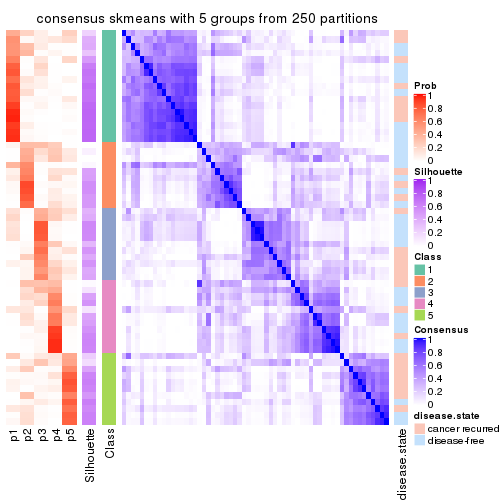 consensus skmeans with 5 groups from 250 partitions
Prob
1
0.8
0.6
0.4
0.2
0
Silhouette
1
0.8
0.6
0.4
0.2
0
Class
1
2
3
4
5
Consensus
1
0.8
0.6
0.4
0.2
0
disease.state
cancer recurred
disease-free
p1
p2
p3
p4
p5
Silhouette
Class
disease.state